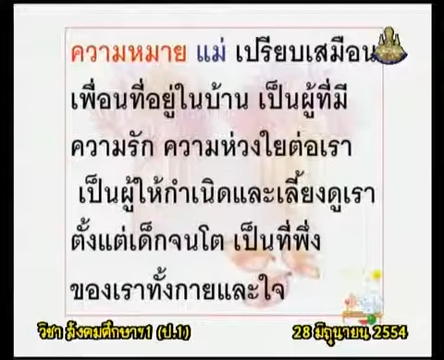 ความหมาย แม่ เปรียบเสมือน
เพื่อนที่อยู่ในบ้าน เป็นผู้ที่มี
ความรัก ความห่วงใยต่อเรา
เป็นผู้ให้กำเนิดและเลี้ยงดูเรา
ตั้งแต่เด็กจนโต เป็นที่พึ่ง
ของเราทั้งกายและใจ
วิชา สังคมศึกษาฯ1 (ป.1) 28 มิถุนายน 2554